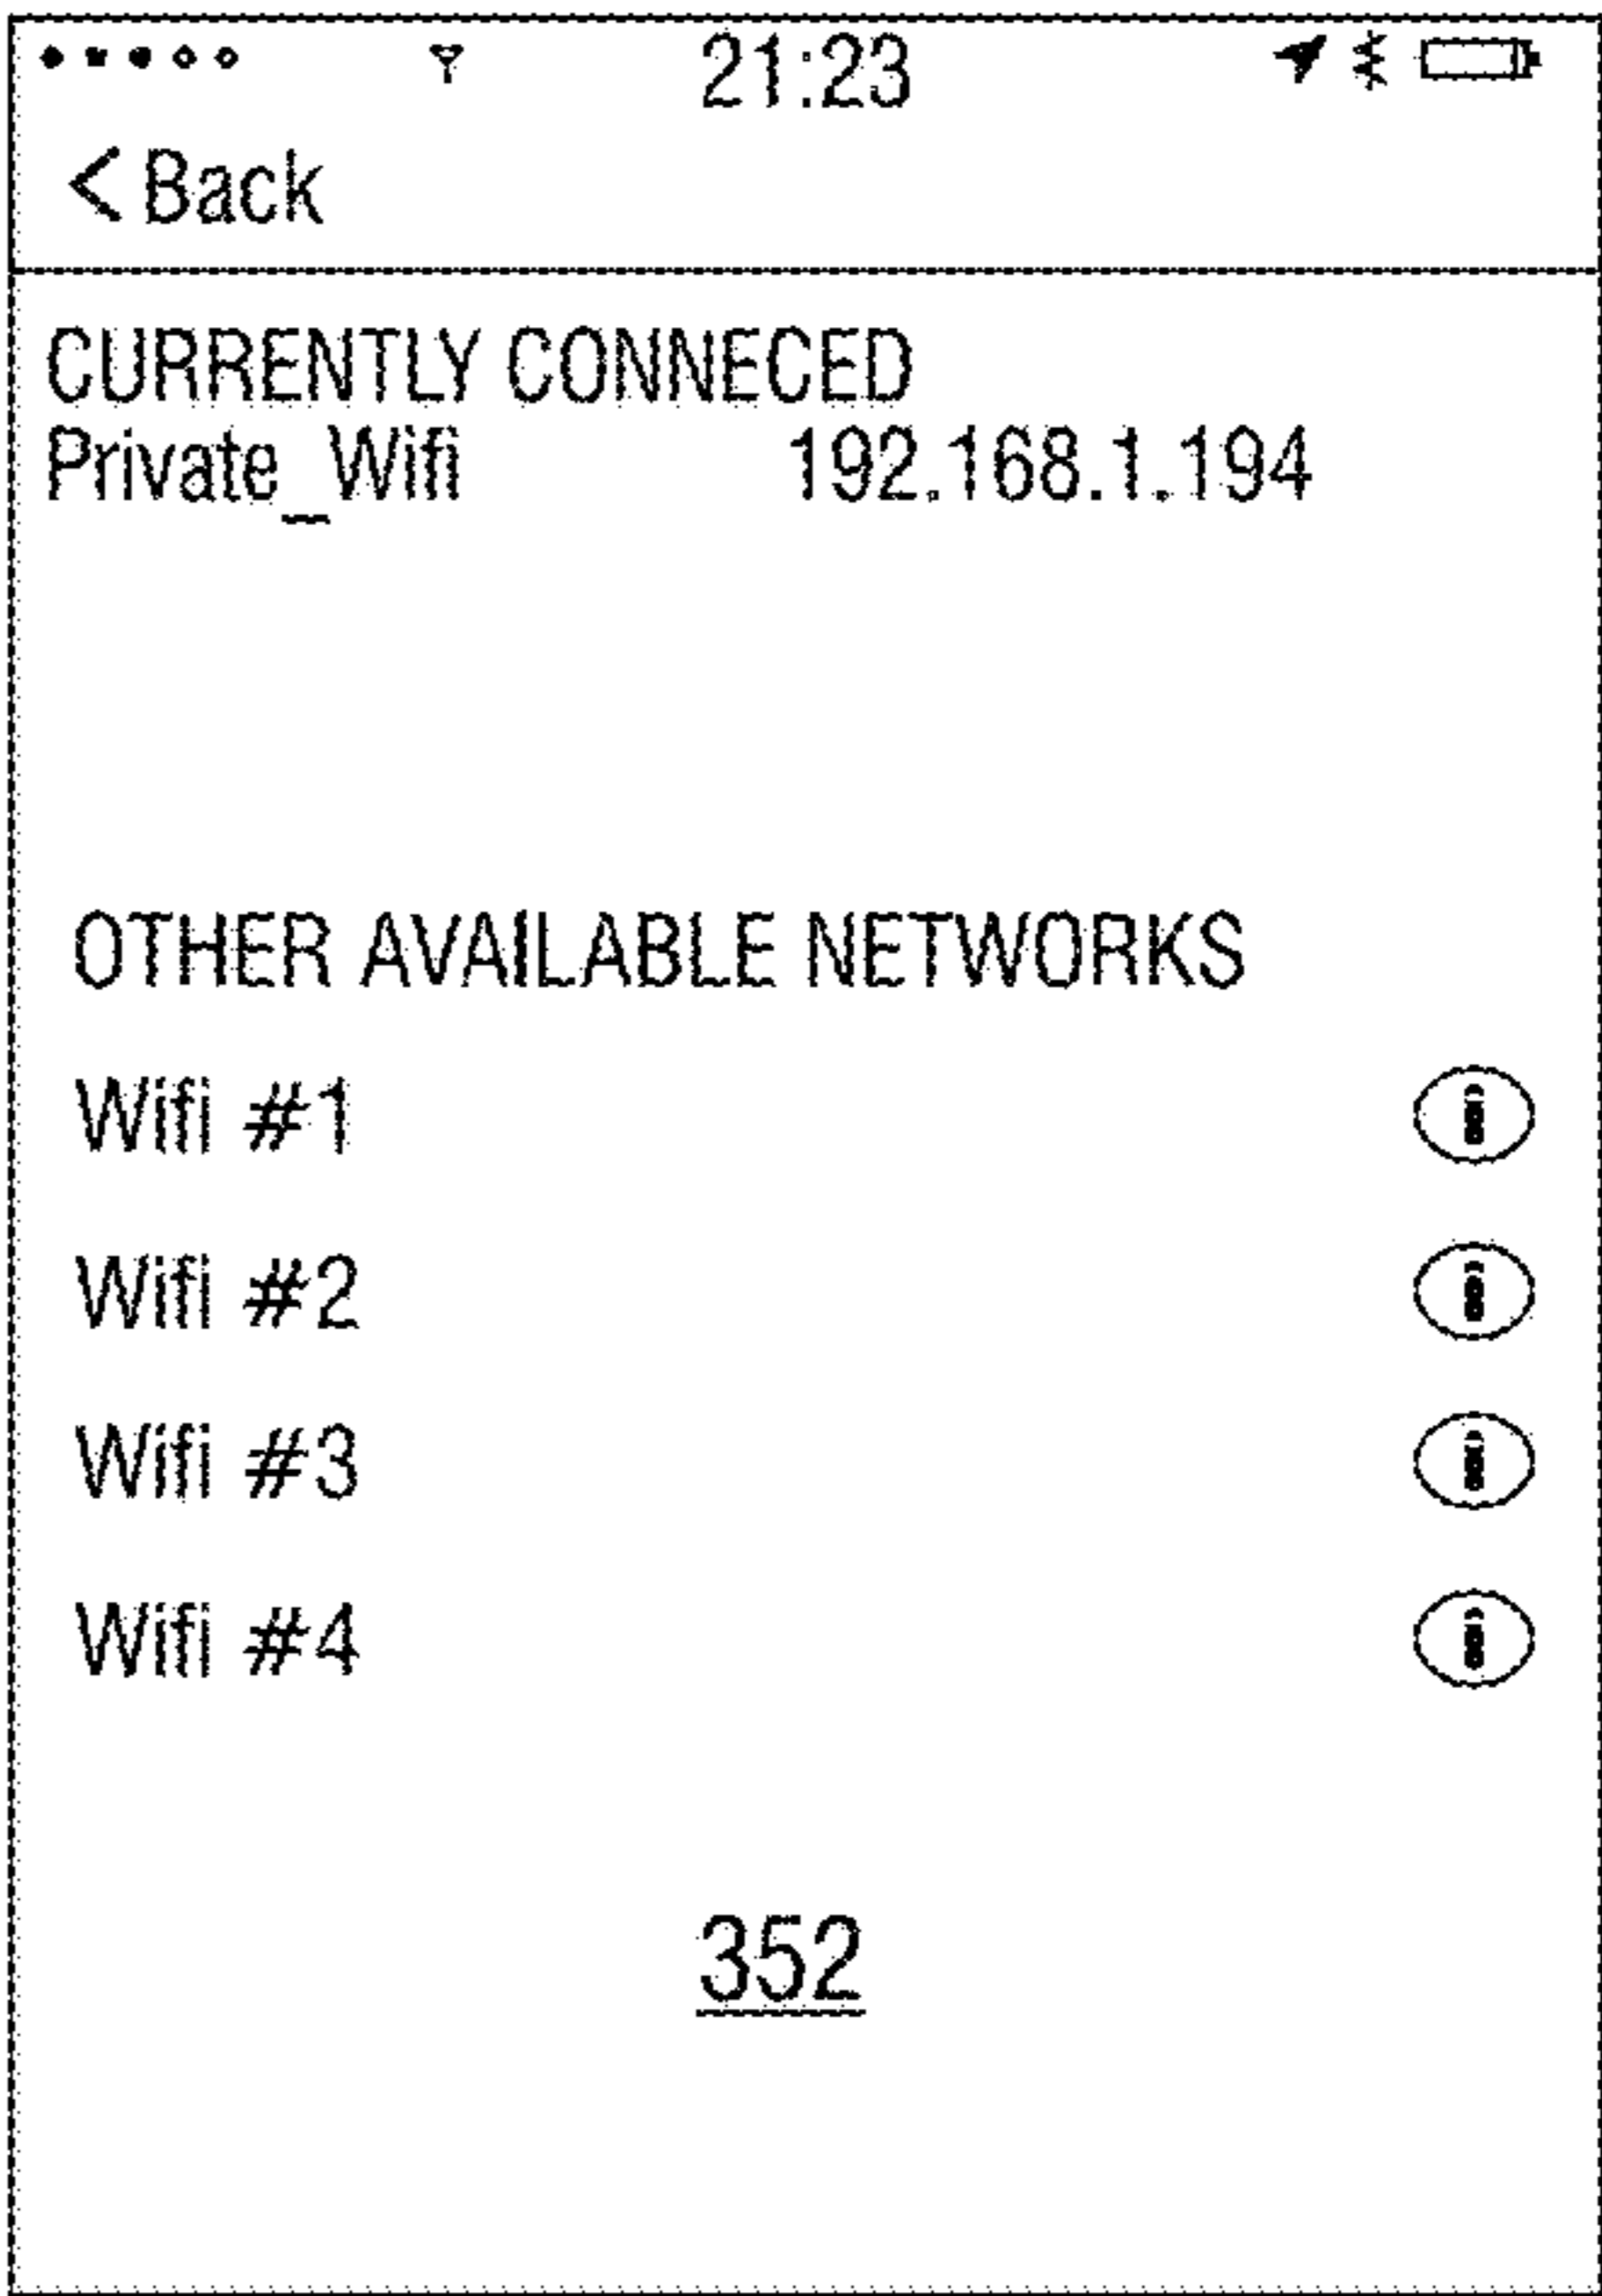 21:23
< Back
CURRENTLY CONNECED
Private_Wifi 192.168.1.194
OTHER AVAILABLE NETWORKS
Wifi #1 i
Wifi #2 i
Wifi #3 i
Wifi #4 i
352